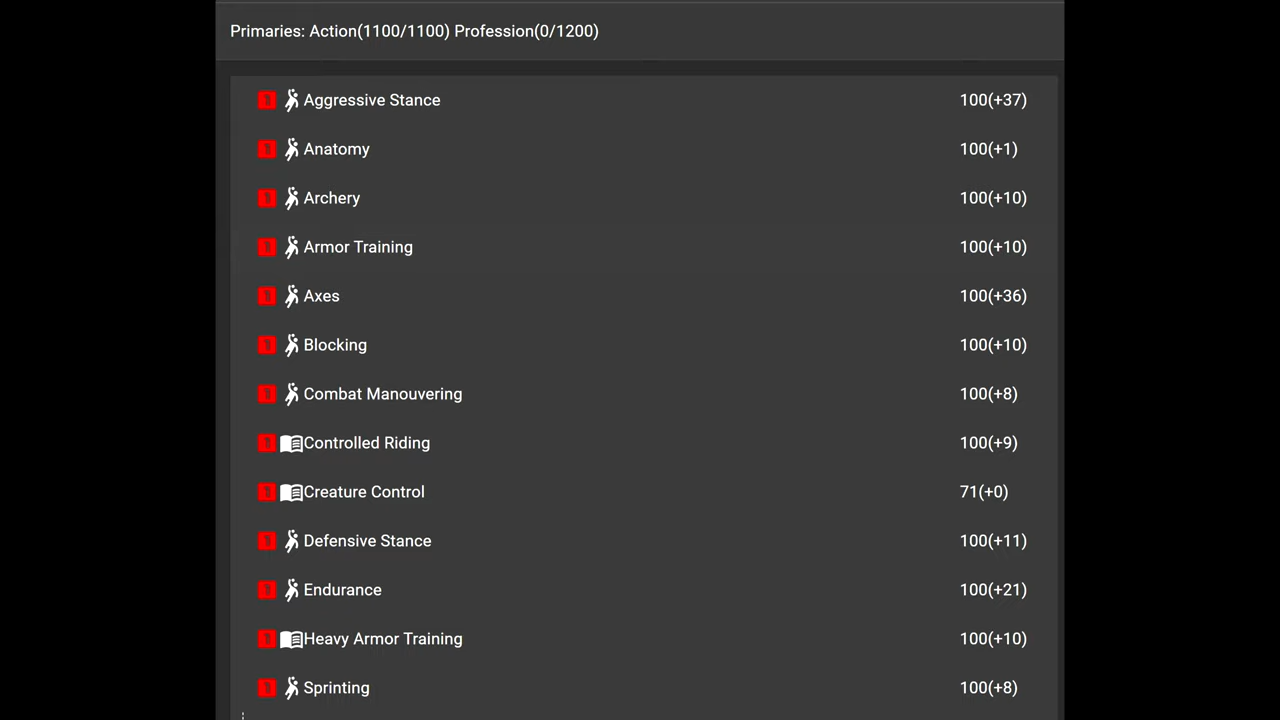 Primaries: Action(1100/1100) Profession(0/1200)
Aggressive Stance 100(+37)
Anatomy 100(+1)
Archery 100(+10)
Armor Training 100(+10)
Axes 100(+36)
Blocking 100(+10)
Combat Manouvering 100(+8)
Controlled Riding 100(+9)
Creature Control 71(+0)
Defensive Stance 100(+11)
Endurance 100(+21)
Heavy Armor Training 100(+10)
Sprinting 100(+8)